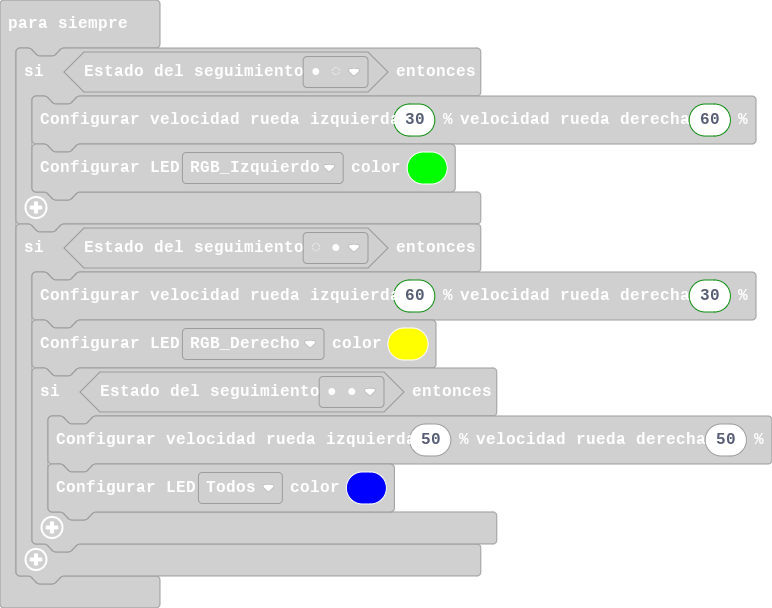 para siempre
si Estado del seguimiento ● ◌ entonces
Configurar velocidad rueda izquierda 30 % velocidad rueda derecha 60 %
Configurar LED RGB_Izquierdo color
si Estado del seguimiento ◌ ● entonces
Configurar velocidad rueda izquierda 60 % velocidad rueda derecha 30 %
Configurar LED RGB_Derecho color
si Estado del seguimiento ● ● entonces
Configurar velocidad rueda izquierda 50 % velocidad rueda derecha 50 %
Configurar LED Todos color